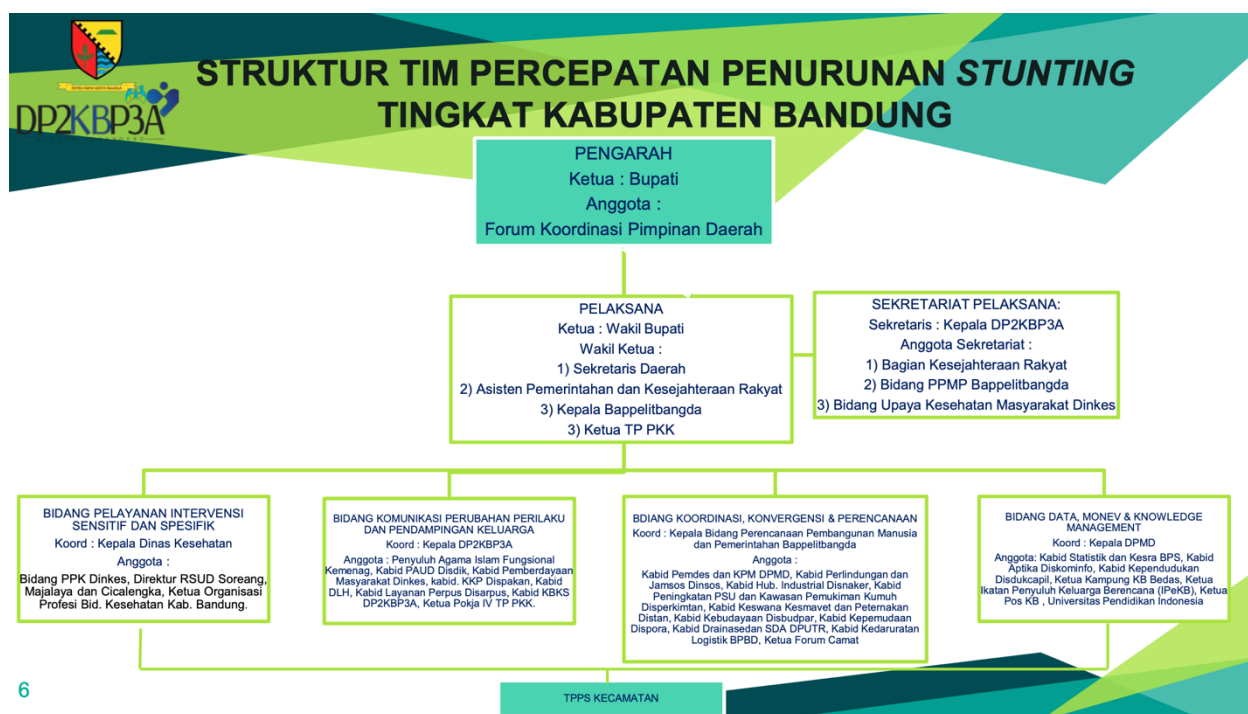 DP2KBP3A
STRUKTUR TIM PERCEPATAN PENURUNAN STUNTING
TINGKAT KABUPATEN BANDUNG
PENGARAH
Ketua : Bupati
Anggota :
Forum Koordinasi Pimpinan Daerah
PELAKSANA
Ketua : Wakil Bupati
Wakil Ketua :
1) Sekretaris Daerah
2) Asisten Pemerintahan dan Kesejahteraan Rakyat
3) Kepala Bappelitbangda
3) Ketua TP PKK
SEKRETARIAT PELAKSANA:
Sekretaris : Kepala DP2KBP3A
Anggota Sekretariat :
1) Bagian Kesejahteraan Rakyat
2) Bidang PPMP Bappelitbangda
3) Bidang Upaya Kesehatan Masyarakat Dinkes
BIDANG PELAYANAN INTERVENSI
SENSITIF DAN SPESIFIK
Koord : Kepala Dinas Kesehatan
Anggota :
Bidang PPK Dinkes, Direktur RSUD Soreang,
Majalaya dan Cicalengka, Ketua Organisasi
Profesi Bid. Kesehatan Kab. Bandung.
BIDANG KOMUNIKASI PERUBAHAN PERILAKU
DAN PENDAMPINGAN KELUARGA
Koord : Kepala DP2KBP3A
Anggota : Penyuluh Agama Islam Fungsional
Kemenag, Kabid PAUD Disdik, Kabid Pemberdayaan
Masyarakat Dinkes, kabid. KKP Dispakan, Kabid
DLH, Kabid Layanan Perpus Disarpus, Kabid KBKS
DP2KBP3A, Ketua Pokja IV TP PKK.
BDIANG KOORDINASI, KONVERGENSI & PERENCANAAN
Koord : Kepala Bidang Perencanaan Pembangunan Manusia
dan Pemerintahan Bappelitbangda
Anggota :
Kabid Pemdes dan KPM DPMD, Kabid Perlindungan dan
Jamsos Dinsos, Kabid Hub. Industrial Disnaker, Kabid
Peningkatan PSU dan Kawasan Pemukiman Kumuh
Disperkimtan, Kabid Keswana Kesmavet dan Peternakan
Distan, Kabid Kebudayaan Disbudpar, Kabid Kepemudaan
Dispora, Kabid Drainasedan SDA DPUTR, Kabid Kedaruratan
Logistik BPBD, Ketua Forum Camat
BIDANG DATA, MONEV & KNOWLEDGE
MANAGEMENT
Koord : Kepala DPMD
Anggota: Kabid Statistik dan Kesra BPS, Kabid
Aptika Diskominfo, Kabid Kependudukan
Disdukcapil, Ketua Kampung KB Bedas, Ketua
Ikatan Penyuluh Keluarga Berencana (IPeKB), Ketua
Pos KB , Universitas Pendidikan Indonesia
TPPS KECAMATAN
6